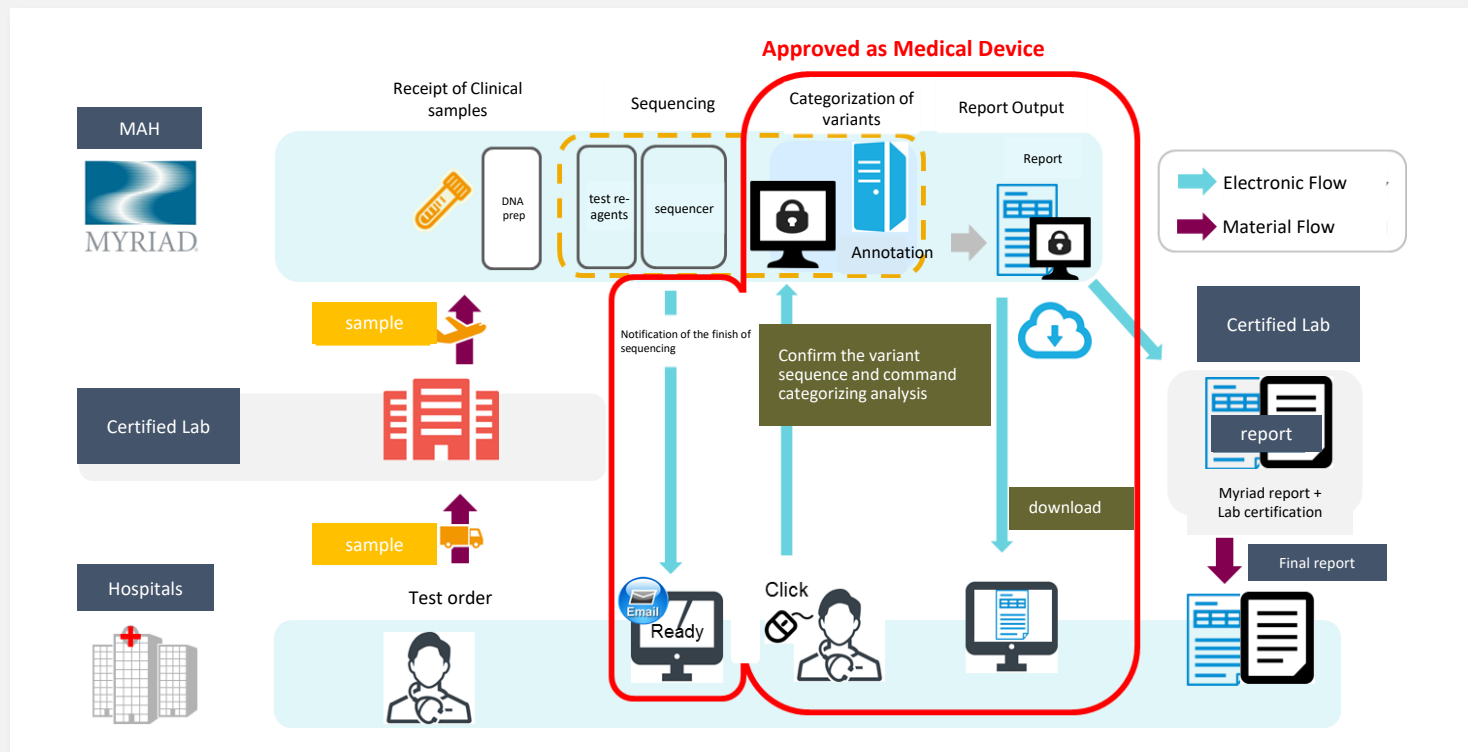 Approved as Medical Device
Receipt of Clinical
samples
Sequencing
Categorization of
variants
Report Output
MAH
MYRIAD
DNA
prep
test re-
agents
sequencer
Annotation
Report
Electronic Flow
Material Flow
sample
Notification of the finish of
sequencing
Confirm the variant
sequence and command
categorizing analysis
Certified Lab
Certified Lab
report
Myriad report +
Lab certification
download
sample
Final report
Hospitals
Test order
Email
Ready
Click